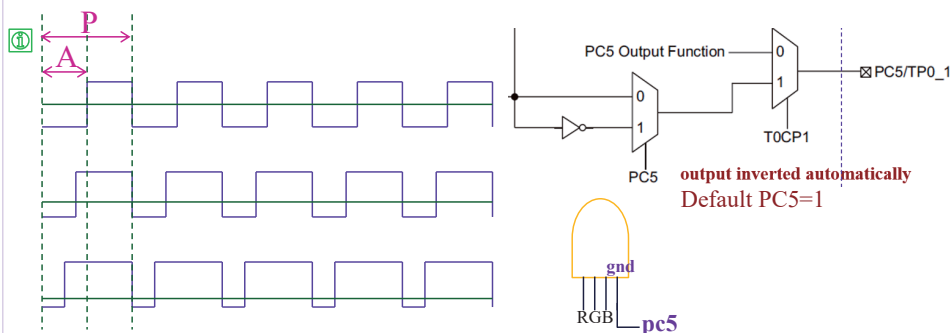 P
A
PC5 Output Function
0
1
PC5/TP0_1
0
1
T0CP1
PC5
output inverted automatically
Default PC5=1
gnd
RGB
pc5